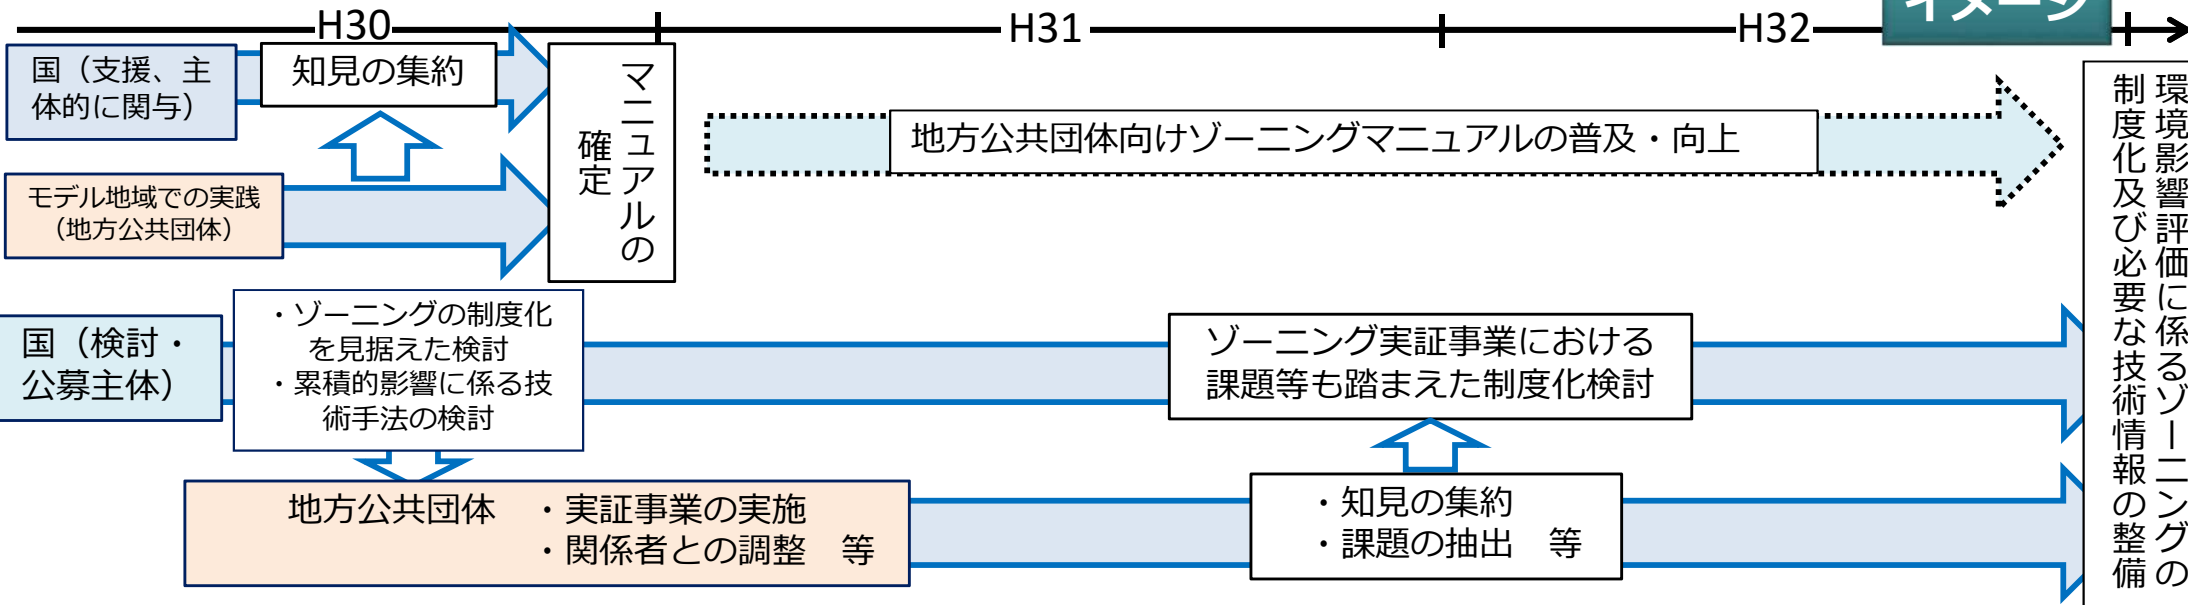 イメージ
H30
H31
H32
国（支援、主
体的に関与）
知見の集約
マニュアルの
確定
地方公共団体向けゾーニングマニュアルの普及・向上
モデル地域での実践
（地方公共団体）
国（検討・
公募主体）
・ゾーニングの制度化
を見据えた検討
・累積的影響に係る技
術手法の検討
ゾーニング実証事業における
課題等も踏まえた制度化検討
地方公共団体　・実証事業の実施
・関係者との調整　等
・知見の集約
・課題の抽出　等
環境影響評価に係るゾーニングの
制度化及び必要な技術情報の整備